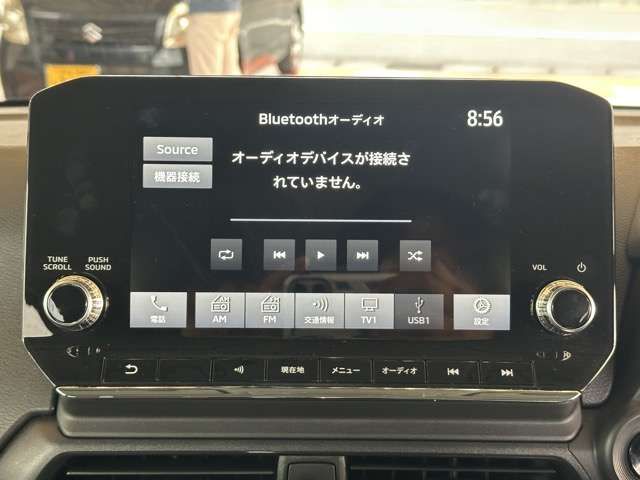 Bluetoothオーディオ
8:56
Source
機器接続
オーディオデバイスが接続さ
れていません。
TUNE
SCROLL
PUSH
SOUND
VOL
電話
AM
FM
交通情報
TV1
USB1
設定
現在地
メニュー
オーディオ